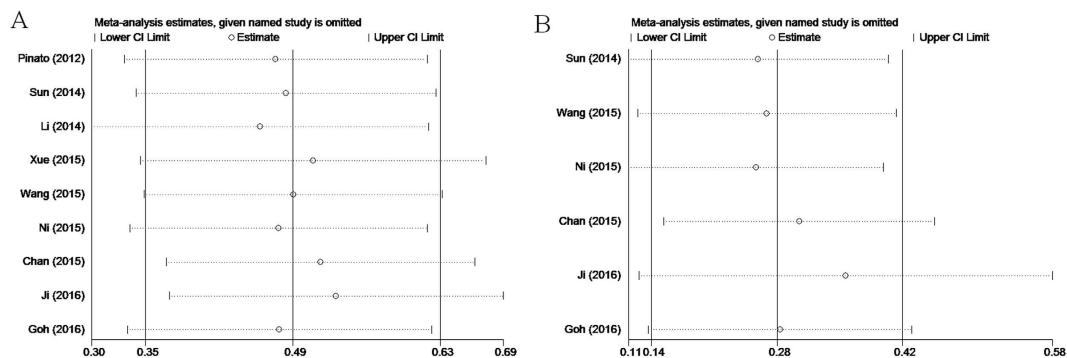 A
Meta-analysis estimates, given named study is omitted
Lower CI Limit Estimate Upper CI Limit
Pinato (2012)
Sun (2014)
Li (2014)
Xue (2015)
Wang (2015)
Ni (2015)
Chan (2015)
Ji (2016)
Goh (2016)
0.30 0.35 0.49 0.63 0.69
B
Meta-analysis estimates, given named study is omitted
Lower CI Limit Estimate Upper CI Limit
Sun (2014)
Wang (2015)
Ni (2015)
Chan (2015)
Ji (2016)
Goh (2016)
0.11 0.14 0.28 0.42 0.58